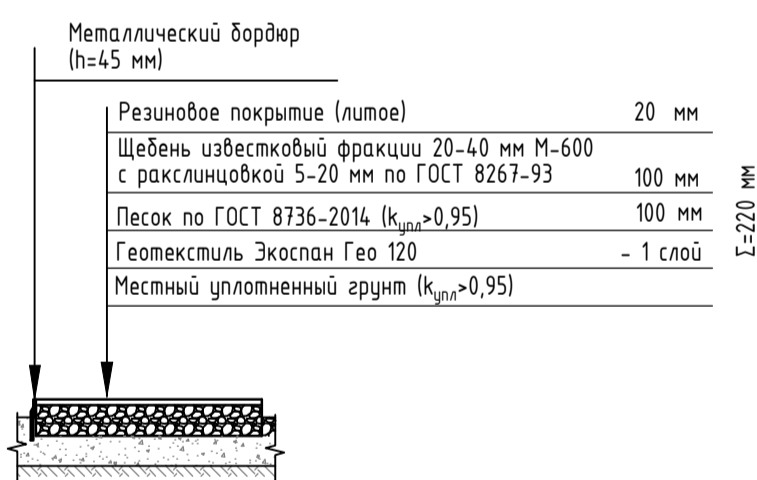 Металлический бордюр
(h=45 мм)
Резиновое покрытие (литое) 20 мм
Щебень известковый фракции 20-40 мм М-600
с ракслинцовкой 5-20 мм по ГОСТ 8267-93 100 мм
Песок по ГОСТ 8736-2014 (kупл>0,95) 100 мм
Геотекстиль Экоспан Гео 120 - 1 слой
Местный уплотненный грунт (kупл>0,95)
Σ=220 мм